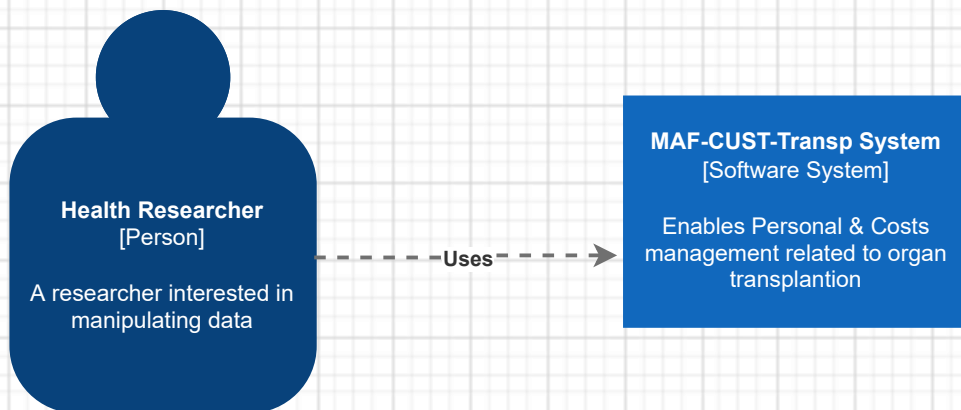 Health Researcher
[Person]
A researcher interested in
manipulating data
Uses
MAF-CUST-Transp System
[Software System]
Enables Personal & Costs
management related to organ
transplantion